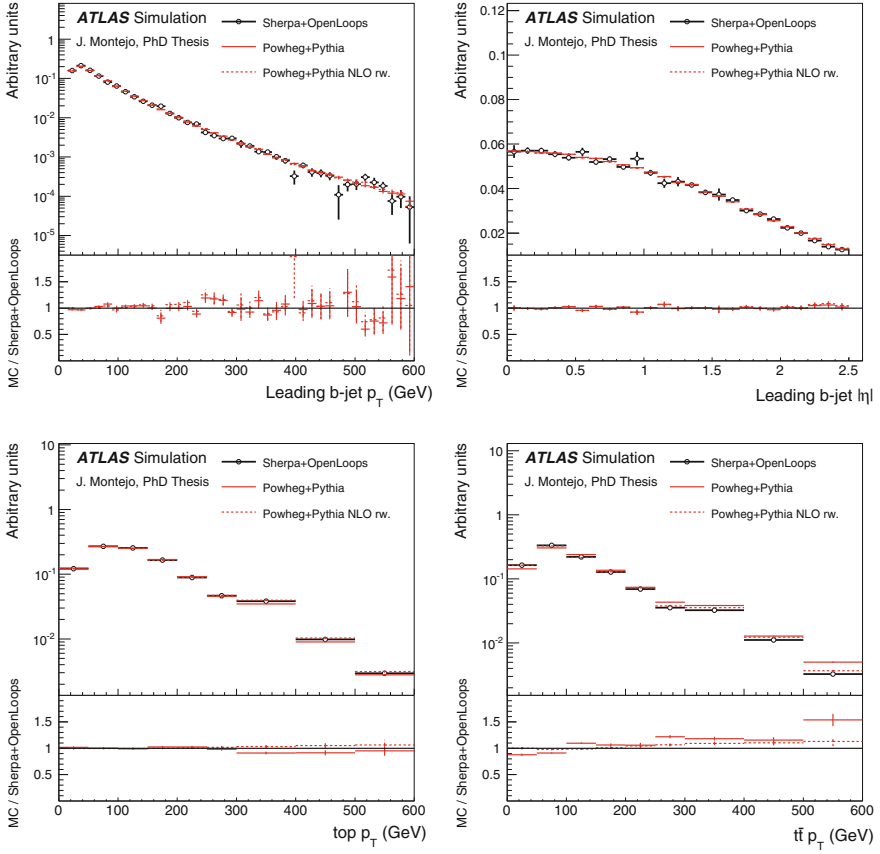 Arbitrary units
ATLAS Simulation
J. Montejo, PhD Thesis
Sherpa+OpenLoops
Powheg+Pythia
Powheg+Pythia NLO rw.
1
10⁻¹
10⁻²
10⁻³
10⁻⁴
10⁻⁵
MC / Sherpa+OpenLoops
1.5
1
0.5
0 100 200 300 400 500 600
Leading b-jet p_T (GeV)
Arbitrary units
ATLAS Simulation
J. Montejo, PhD Thesis
Sherpa+OpenLoops
Powheg+Pythia
Powheg+Pythia NLO rw.
0.12
0.1
0.08
0.06
0.04
0.02
MC / Sherpa+OpenLoops
1.5
1
0.5
0 0.5 1 1.5 2 2.5
Leading b-jet |η|
Arbitrary units
ATLAS Simulation
J. Montejo, PhD Thesis
Sherpa+OpenLoops
Powheg+Pythia
Powheg+Pythia NLO rw.
10
1
10⁻¹
10⁻²
MC / Sherpa+OpenLoops
1.5
1
0.5
0 100 200 300 400 500 600
top p_T (GeV)
Arbitrary units
ATLAS Simulation
J. Montejo, PhD Thesis
Sherpa+OpenLoops
Powheg+Pythia
Powheg+Pythia NLO rw.
10
1
10⁻¹
10⁻²
MC / Sherpa+OpenLoops
1.5
1
0.5
0 100 200 300 400 500 600
tt̄ p_T (GeV)